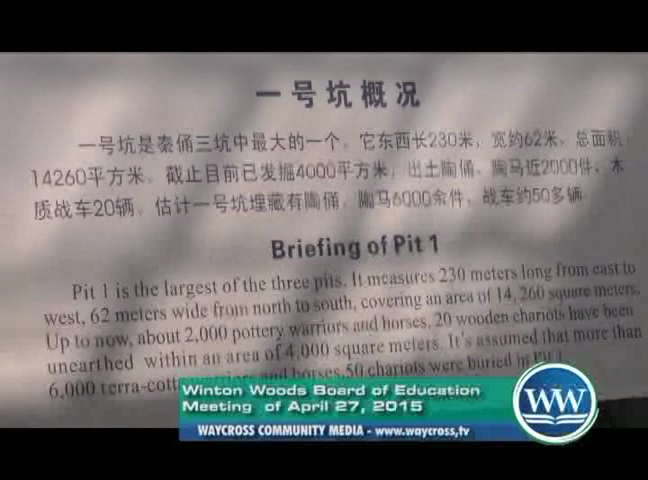 一号坑概况
一号坑是秦俑三坑中最大的一个。它东西长230米，宽约62米，总面积
14260平方米。截止目前已发掘4000平方米，出土陶俑、陶马近2000件，木
质战车20辆。估计一号坑埋藏有陶俑、陶马6000余件，战车约50多辆。
Briefing of Pit 1
Pit 1 is the largest of the three pits. It measures 230 meters long from east to
west, 62 meters wide from north to south, covering an area of 14, 260 square meters.
Up to now, about 2,000 pottery warriors and horses, 20 wooden chariots have been
unearthed within an area of 4,000 square meters. It's assumed that more than
6,000 terra-cotta warriors and horses,50 chariots were buried in Pit 1.
Winton Woods Board of Education
Meeting of April 27, 2015
WAYCROSS COMMUNITY MEDIA - www.waycross.tv
WW